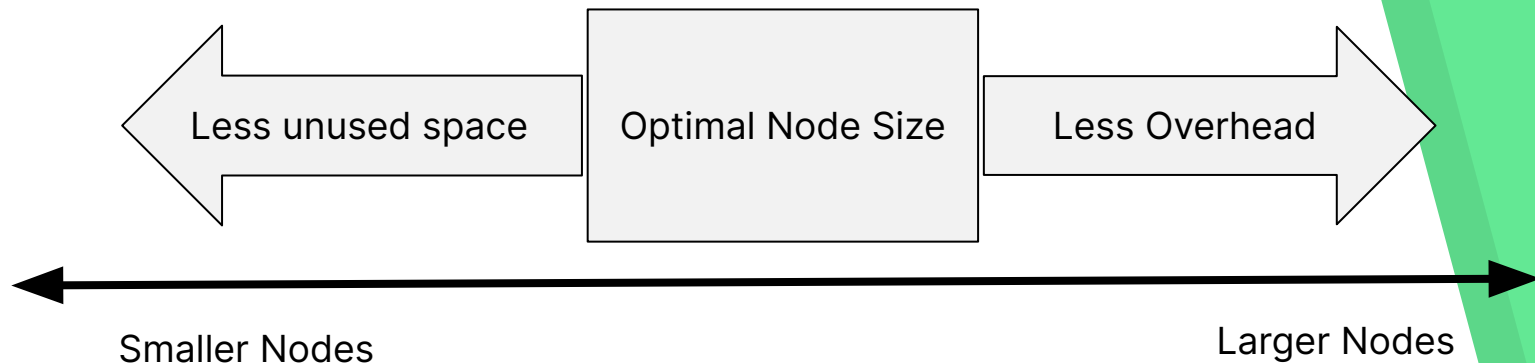 Less unused space
Optimal Node Size
Less Overhead
Smaller Nodes
Larger Nodes